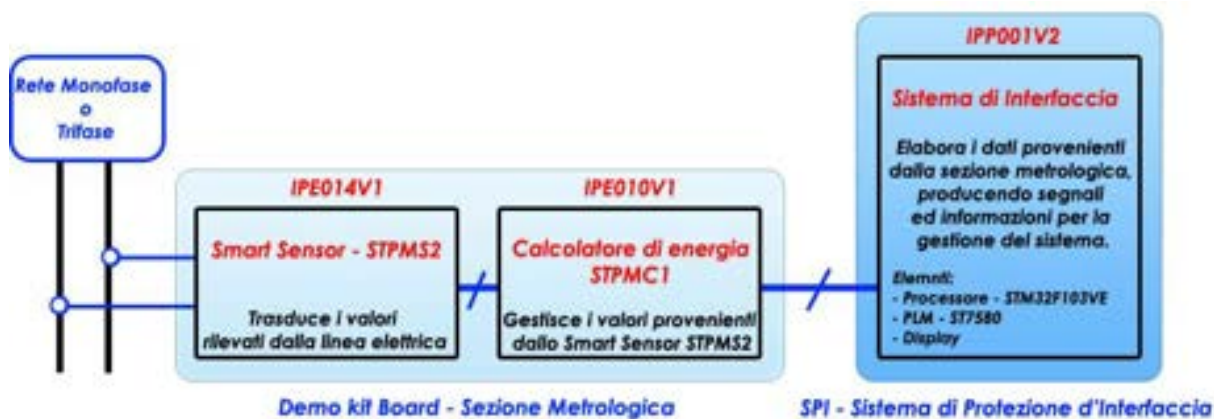 Rete Monofase
o
Trifase
IPE014V1
Smart Sensor - STPMS2
Trasduce i valori
rilevati dalla linea elettrica
IPE010V1
Calcolatore di energia
STPMC1
Gestisce i valori provenienti
dallo Smart Sensor STPMS2
Demo kit Board - Sezione Metrologica
IPP001V2
Sistema di Interfaccia
Elabora i dati provenienti
dalla sezione metrologica,
producendo segnali
ed informazioni per la
gestione del sistema.
Elemnti:
- Processore - STM32F103VE
- PLM - ST7580
- Display
SPI - Sistema di Protezione d'Interfaccia